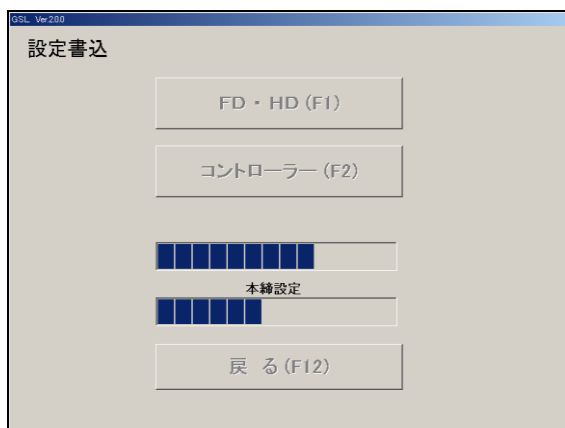 GSL Ver.2.0.0
設定書込
FD・HD(F1)
コントローラー(F2)
本締設定
戻 る(F12)